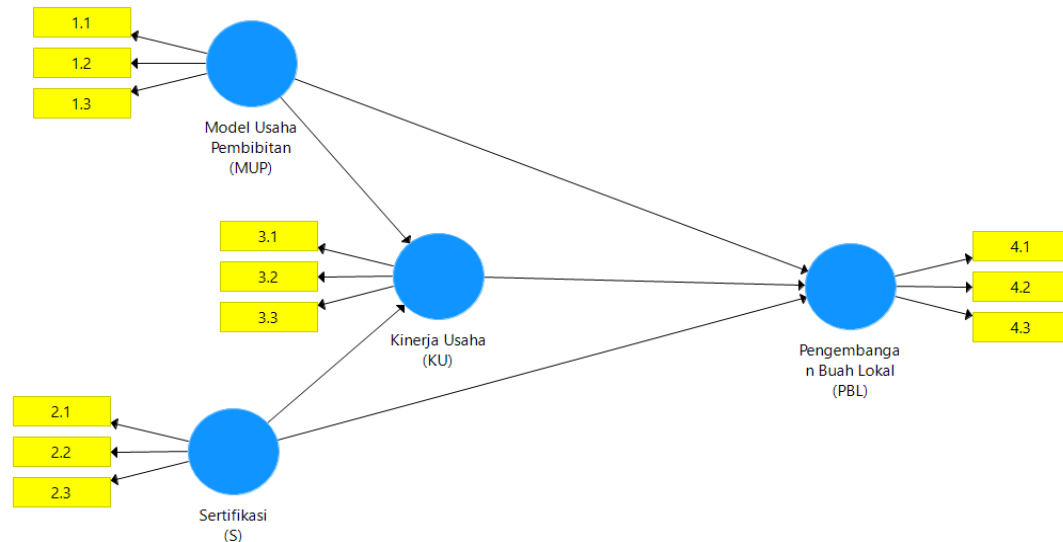 1.1
1.2
1.3
Model Usaha
Pembibitan
(MUP)
3.1
3.2
3.3
Kinerja Usaha
(KU)
4.1
4.2
4.3
Pengembanga
n Buah Lokal
(PBL)
2.1
2.2
2.3
Sertifikasi
(S)